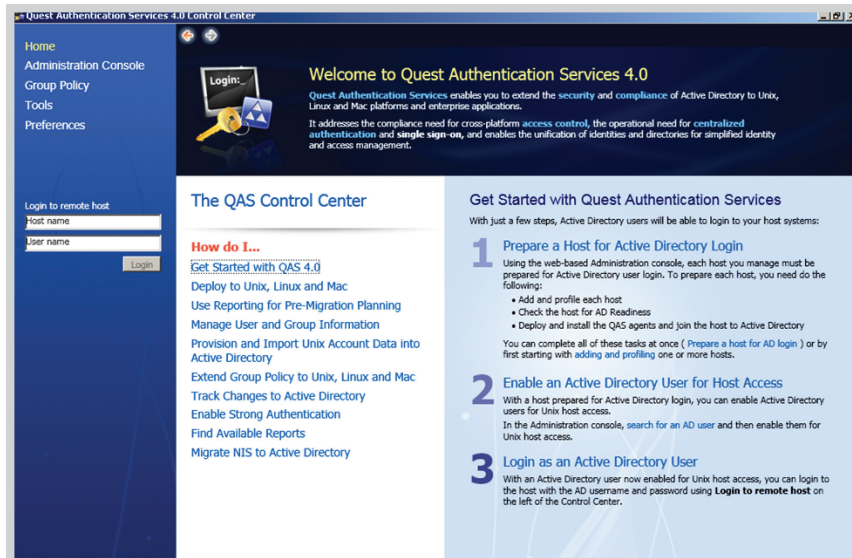 Quest Authentication Services 4.0 Control Center
Home
Administration Console
Group Policy
Tools
Preferences
Login to remote host
Host name
User name
Login
Login:_
Welcome to Quest Authentication Services 4.0
Quest Authentication Services enables you to extend the security and compliance of Active Directory to Unix,
Linux and Mac platforms and enterprise applications.
It addresses the compliance need for cross-platform access control, the operational need for centralized
authentication and single sign-on, and enables the unification of identities and directories for simplified identity
and access management.
The QAS Control Center
How do I...
Get Started with QAS 4.0
Deploy to Unix, Linux and Mac
Use Reporting for Pre-Migration Planning
Manage User and Group Information
Provision and Import Unix Account Data into
Active Directory
Extend Group Policy to Unix, Linux and Mac
Track Changes to Active Directory
Enable Strong Authentication
Find Available Reports
Migrate NIS to Active Directory
Get Started with Quest Authentication Services
With just a few steps, Active Directory users will be able to login to your host systems:
1 Prepare a Host for Active Directory Login
Using the web-based Administration console, each host you manage must be
prepared for Active Directory user login. To prepare each host, you need do the
following:
• Add and profile each host
• Check the host for AD Readiness
• Deploy and install the QAS agents and join the host to Active Directory
You can complete all of these tasks at once ( Prepare a host for AD login ) or by
first starting with adding and profiling one or more hosts.
2 Enable an Active Directory User for Host Access
With a host prepared for Active Directory login, you can enable Active Directory
users for Unix host access.
In the Administration console, search for an AD user and then enable them for
Unix host access.
3 Login as an Active Directory User
With an Active Directory user now enabled for Unix host access, you can login to
the host with the AD username and password using Login to remote host on
the left of the Control Center.